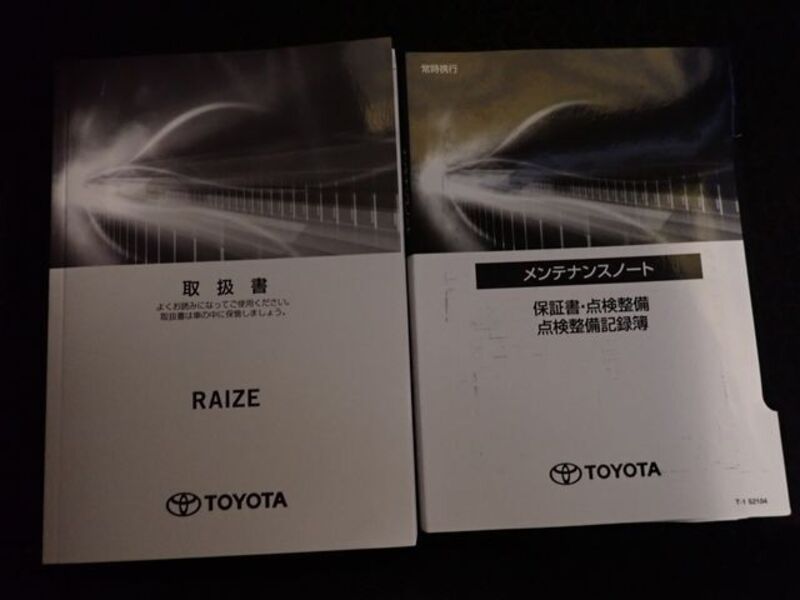 取扱書
よくお読みになってご使用ください。
取扱書は車の中に保管しましょう。
RAIZE
TOYOTA
常時携行
メンテナンスノート
保証書・点検整備
点検整備記録簿
TOYOTA
T-1 52104